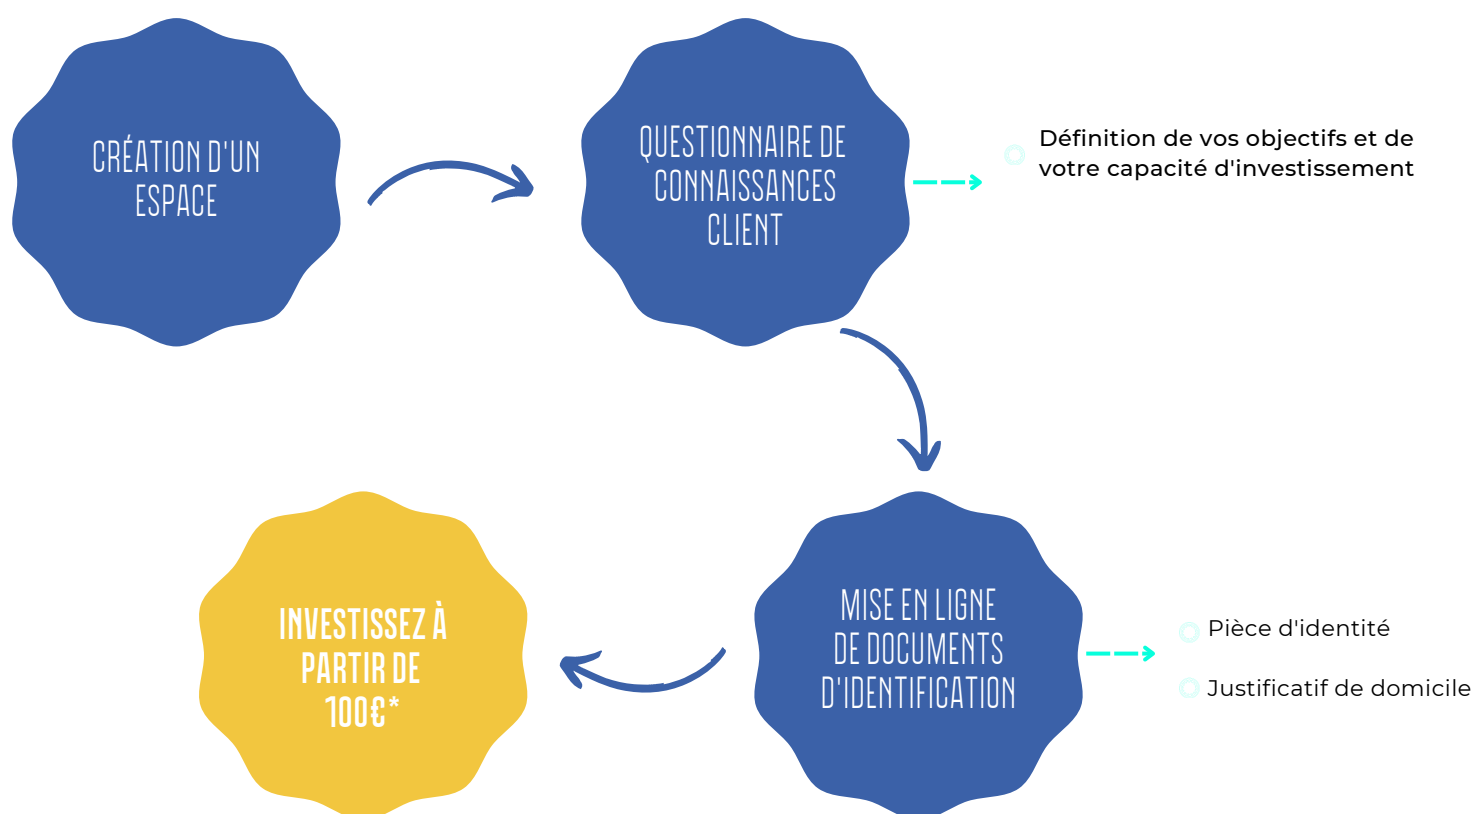 CRÉATION D'UN
ESPACE
QUESTIONNAIRE DE
CONNAISSANCES
CLIENT
Définition de vos objectifs et de
votre capacité d'investissement
MISE EN LIGNE
DE DOCUMENTS
D'IDENTIFICATION
Pièce d'identité
Justificatif de domicile
INVESTISSEZ À
PARTIR DE
100€*